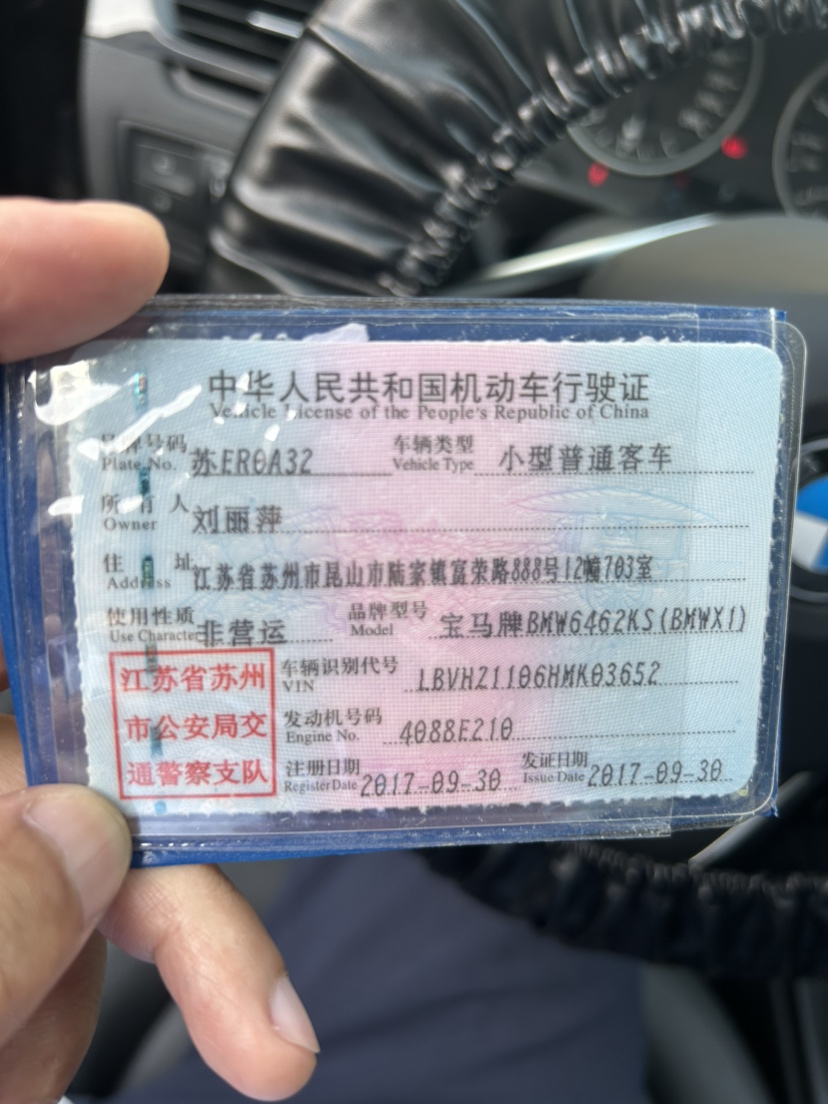 中华人民共和国机动车行驶证
Vehicle License of the People's Republic of China
号牌号码 苏ER0A32 车辆类型 小型普通客车
Plate No. Vehicle Type
所有人 刘丽萍
Owner
住址 江苏省苏州市昆山市陆家镇富荣路888号12幢703室
Address
使用性质 非营运 品牌型号 宝马牌BMW6462KS(BMWX1)
Use Character Model
江苏省苏州 车辆识别代号 LBVH21106HMK03652
VIN
市公安局交 发动机号码 4088E210
Engine No.
通警察支队 注册日期 2017-09-30 发证日期 2017-09-30
Register Date Issue Date